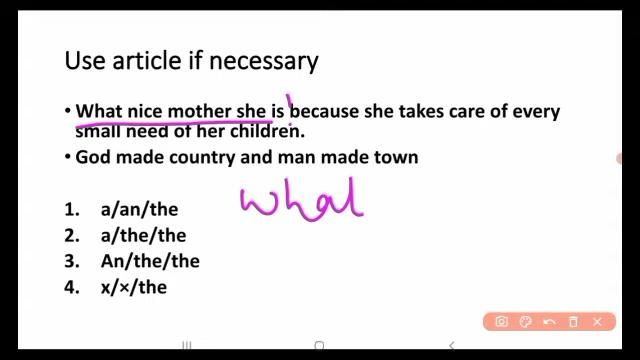 Use article if necessary
• What nice mother she is because she takes care of every
small need of her children.
• God made country and man made town
1. a/an/the
2. a/the/the
3. An/the/the
4. x/×/the
what